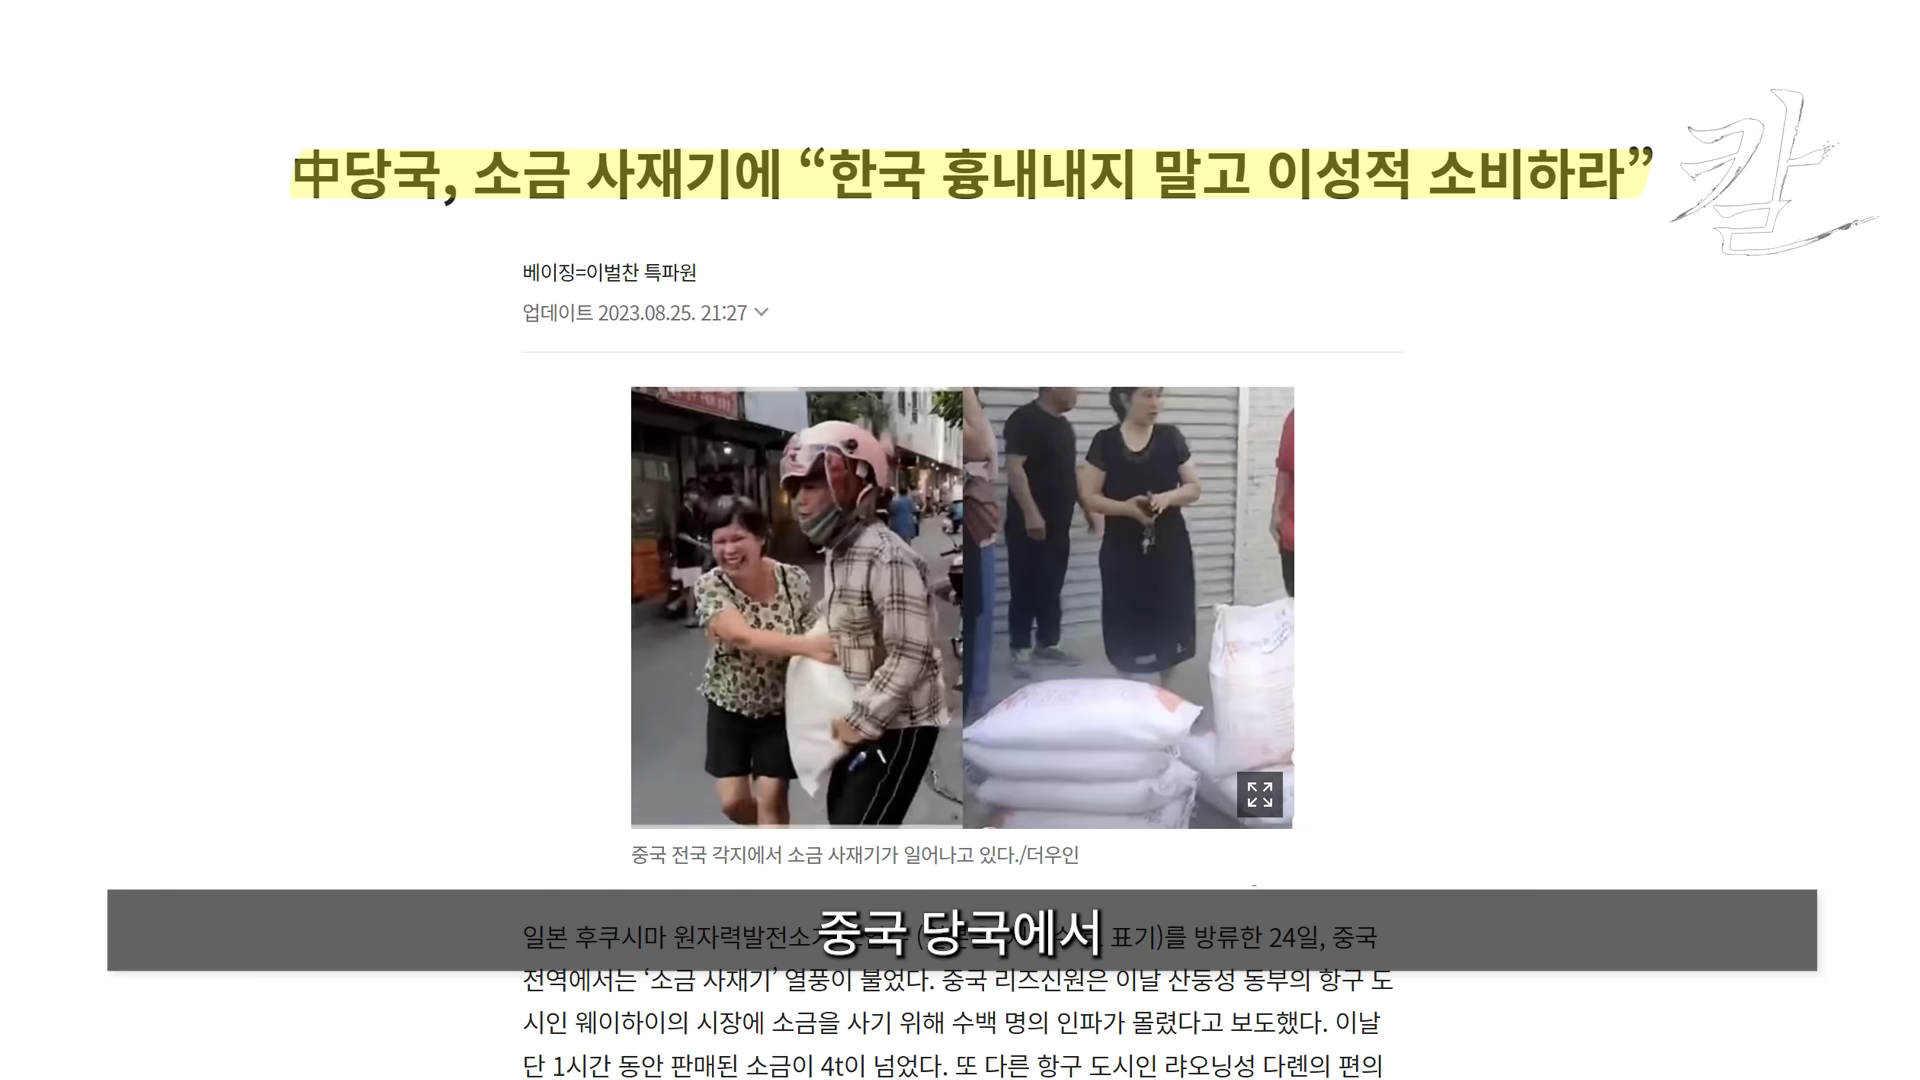 中당국, 소금 사재기에 “한국 흉내내지 말고 이성적 소비하라”
칼
베이징=이벌찬 특파원
업데이트 2023.08.25. 21:27
중국 전국 각지에서 소금 사재기가 일어나고 있다./더우인
중국 당국에서
일본 후쿠시마 원자력발전소가 표기)를 방류한 24일, 중국
전역에서는 ‘소금 사재기’ 열풍이 불었다. 중국 리즈신원은 이날 산둥성 동부의 항구 도
시인 웨이하이의 시장에 소금을 사기 위해 수백 명의 인파가 몰렸다고 보도했다. 이날
단 1시간 동안 판매된 소금이 4t이 넘었다. 또 다른 항구 도시인 랴오닝성 다롄의 편의